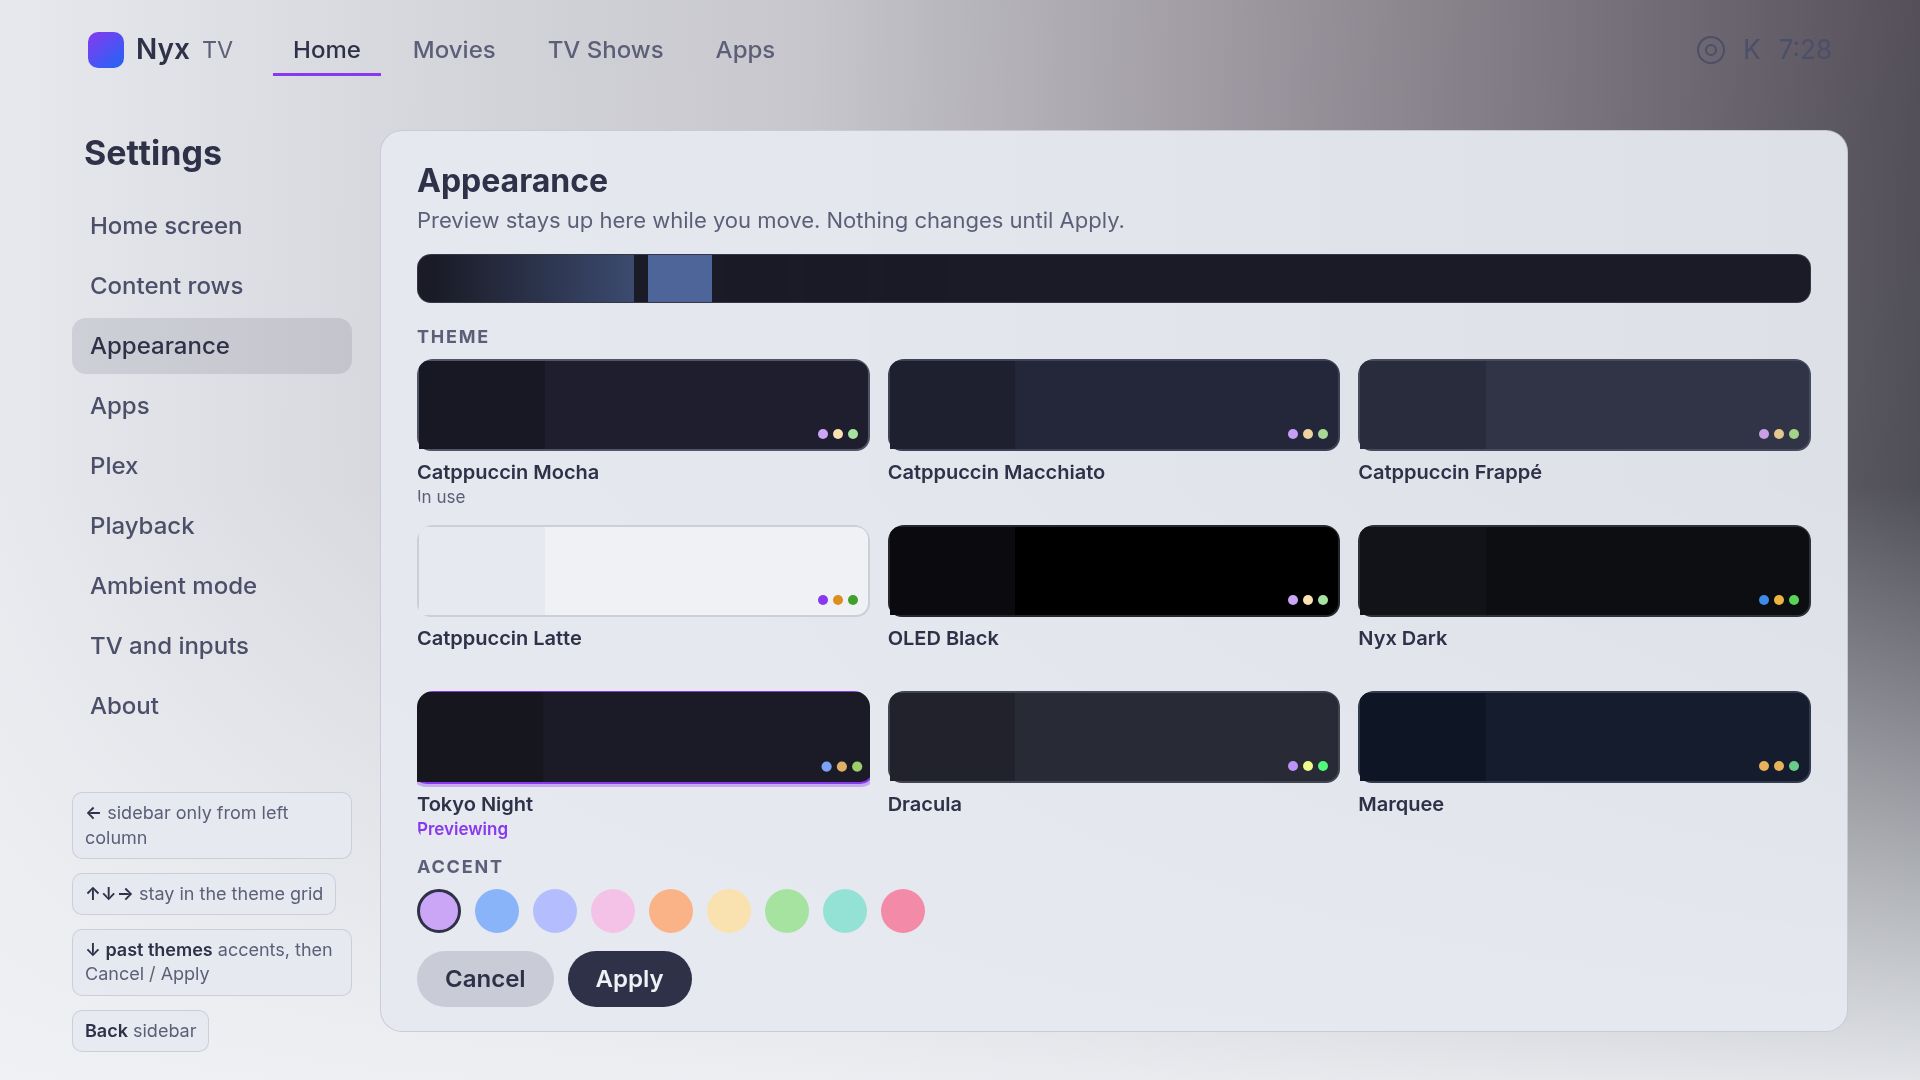 Nyx TV Home Movies TV Shows Apps K 7:28
Settings
Home screen
Content rows
Appearance
Apps
Plex
Playback
Ambient mode
TV and inputs
About
← sidebar only from left
column
↑↓→ stay in the theme grid
↓ past themes accents, then
Cancel / Apply
Back sidebar
Appearance
Preview stays up here while you move. Nothing changes until Apply.
THEME
Catppuccin Mocha
In use
Catppuccin Macchiato
Catppuccin Frappé
Catppuccin Latte
OLED Black
Nyx Dark
Tokyo Night
Previewing
Dracula
Marquee
ACCENT
Cancel
Apply